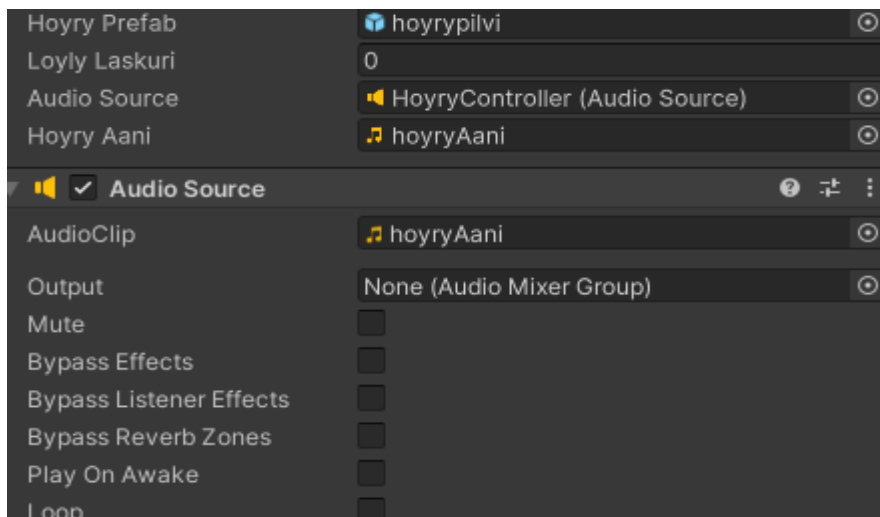 Hoyry Prefab hoyrypilvi
Loyly Laskuri 0
Audio Source HoyryController (Audio Source)
Hoyry Aani hoyryAani
Audio Source
AudioClip hoyryAani
Output None (Audio Mixer Group)
Mute
Bypass Effects
Bypass Listener Effects
Bypass Reverb Zones
Play On Awake
Loop